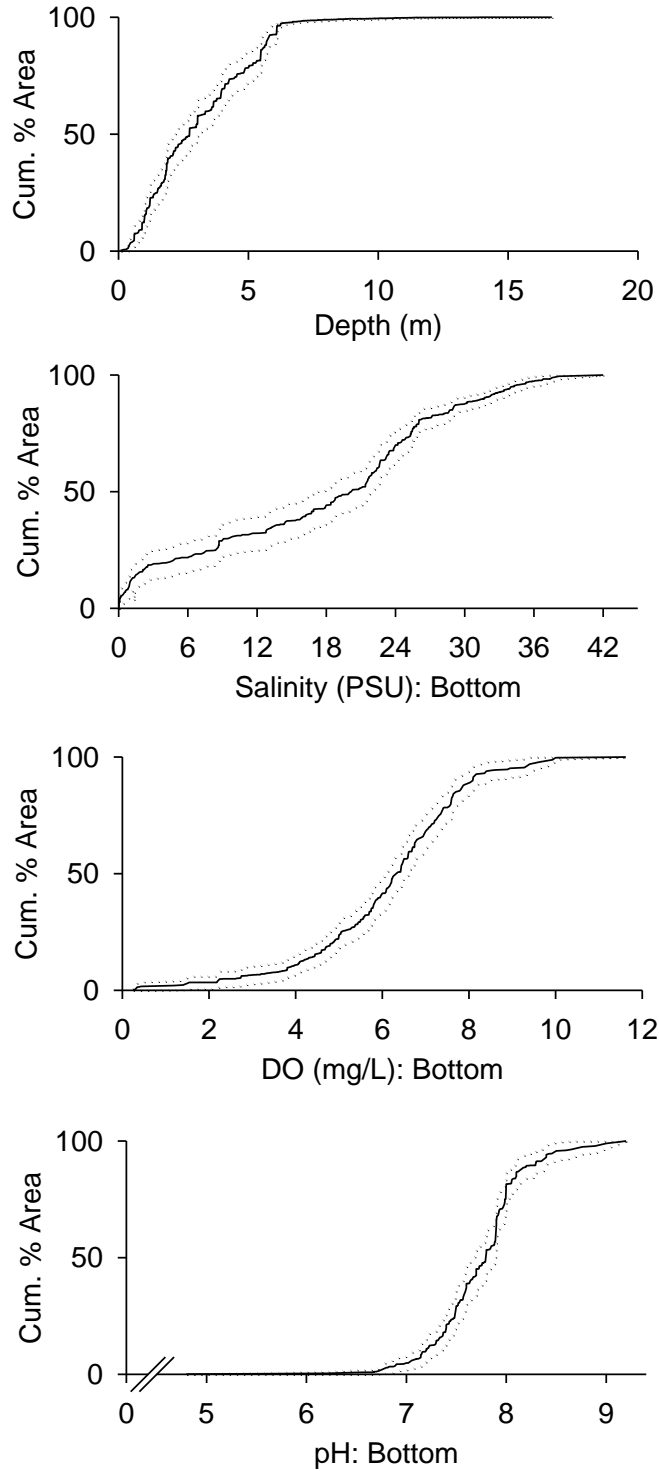 Cum. % Area
100
50
0
0 5 10 15 20
Depth (m)
Cum. % Area
100
50
0
0 6 12 18 24 30 36 42
Salinity (PSU): Bottom
Cum. % Area
100
50
0
0 2 4 6 8 10 12
DO (mg/L): Bottom
Cum. % Area
100
50
0
0 5 6 7 8 9
pH: Bottom